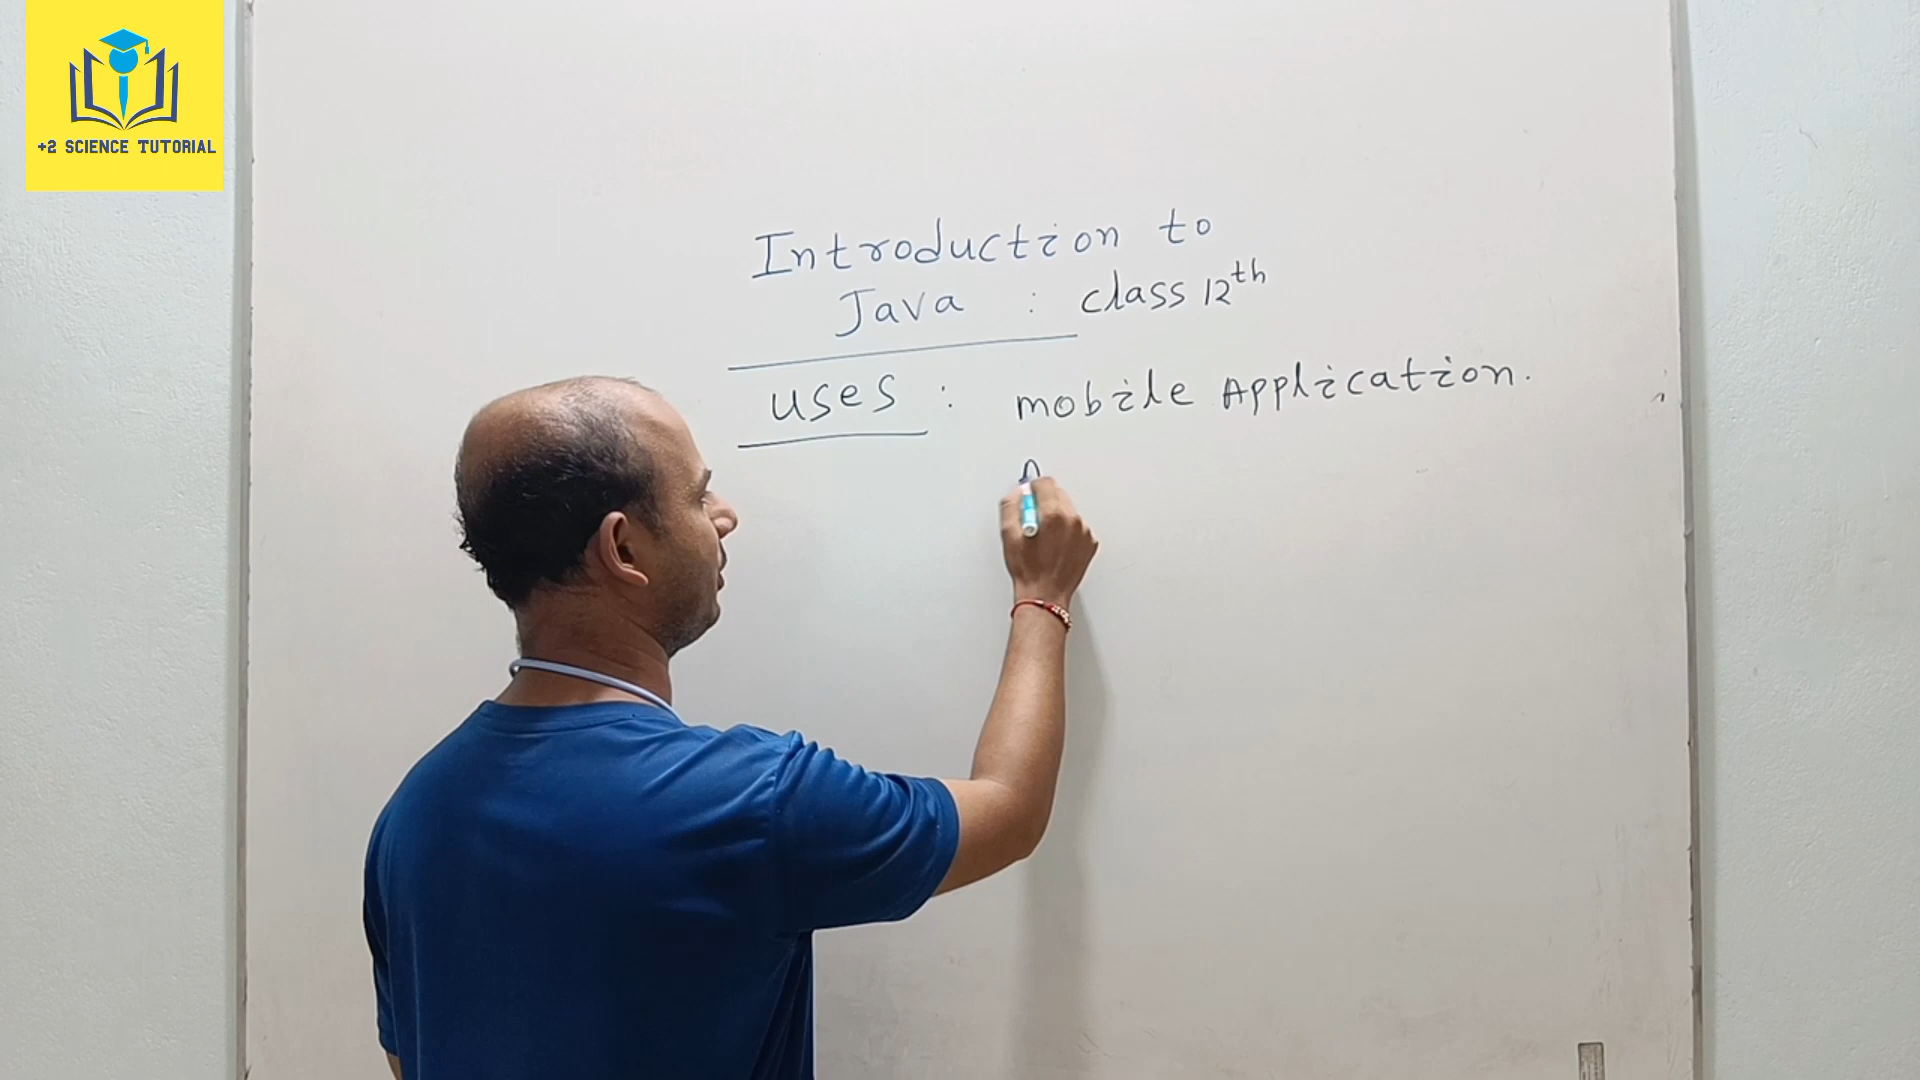 +2 SCIENCE TUTORIAL
Introduction to
Java : class 12th
uses : mobile Application.